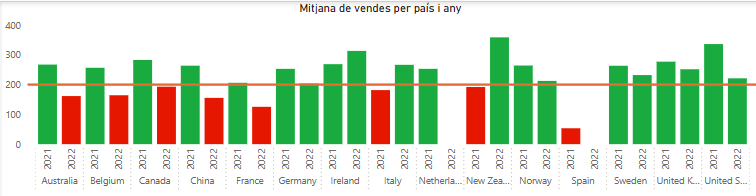 Mitjana de vendes per país i any
400
300
200
100
0
2021 2022 2021 2022 2021 2022 2021 2022 2021 2022 2021 2022 2021 2022 2021 2022 2021 2022 2021 2022 2021 2022 2021 2022 2021 2022 2021 2022 2021 2022
Australia Belgium Canada China France Germany Ireland Italy Netherla... New Zea... Norway Spain Sweden United K... United S...